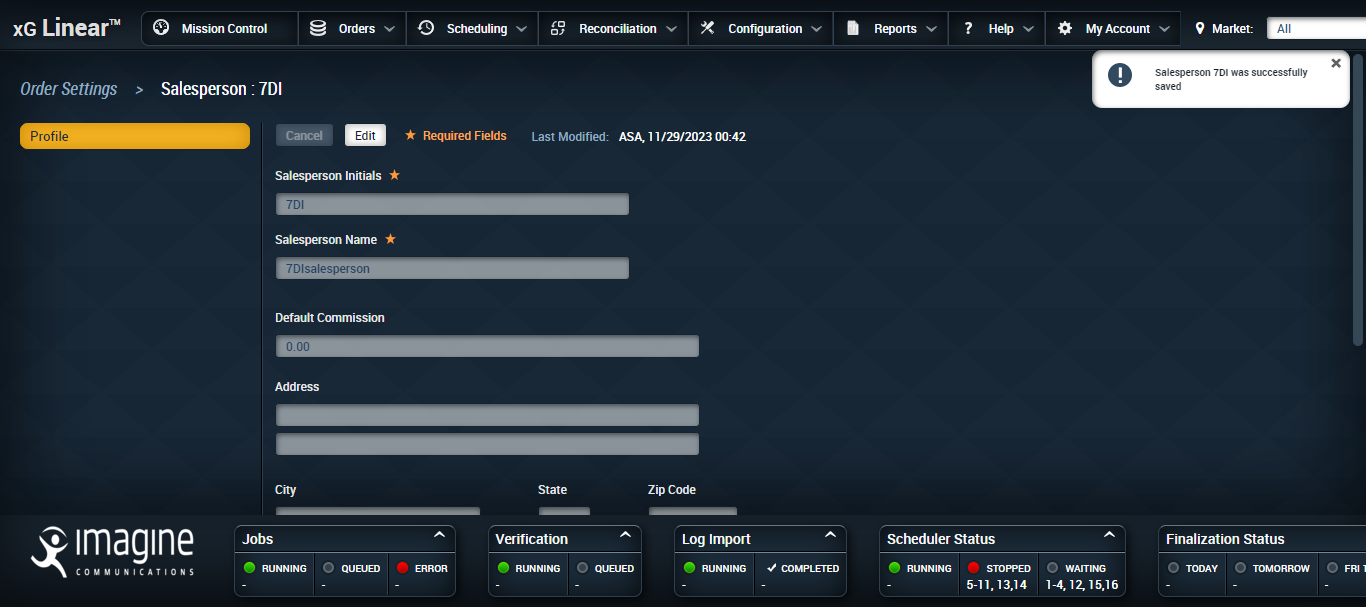 xG Linear™ Mission Control Orders Scheduling Reconciliation Configuration Reports ? Help My Account Market: All
Salesperson 7DI was successfully
saved
Order Settings > Salesperson : 7DI
Profile
Cancel Edit ★ Required Fields Last Modified: ASA, 11/29/2023 00:42
Salesperson Initials ★
7DI
Salesperson Name ★
7DIsalesperson
Default Commission
0.00
Address
City State Zip Code
imagine
COMMUNICATIONS
Jobs
RUNNING QUEUED ERROR
- - -
Verification
RUNNING QUEUED
- -
Log Import
RUNNING COMPLETED
- -
Scheduler Status
RUNNING STOPPED WAITING
- 5-11, 13,14 1-4, 12, 15,16
Finalization Status
TODAY TOMORROW FRI
- - -